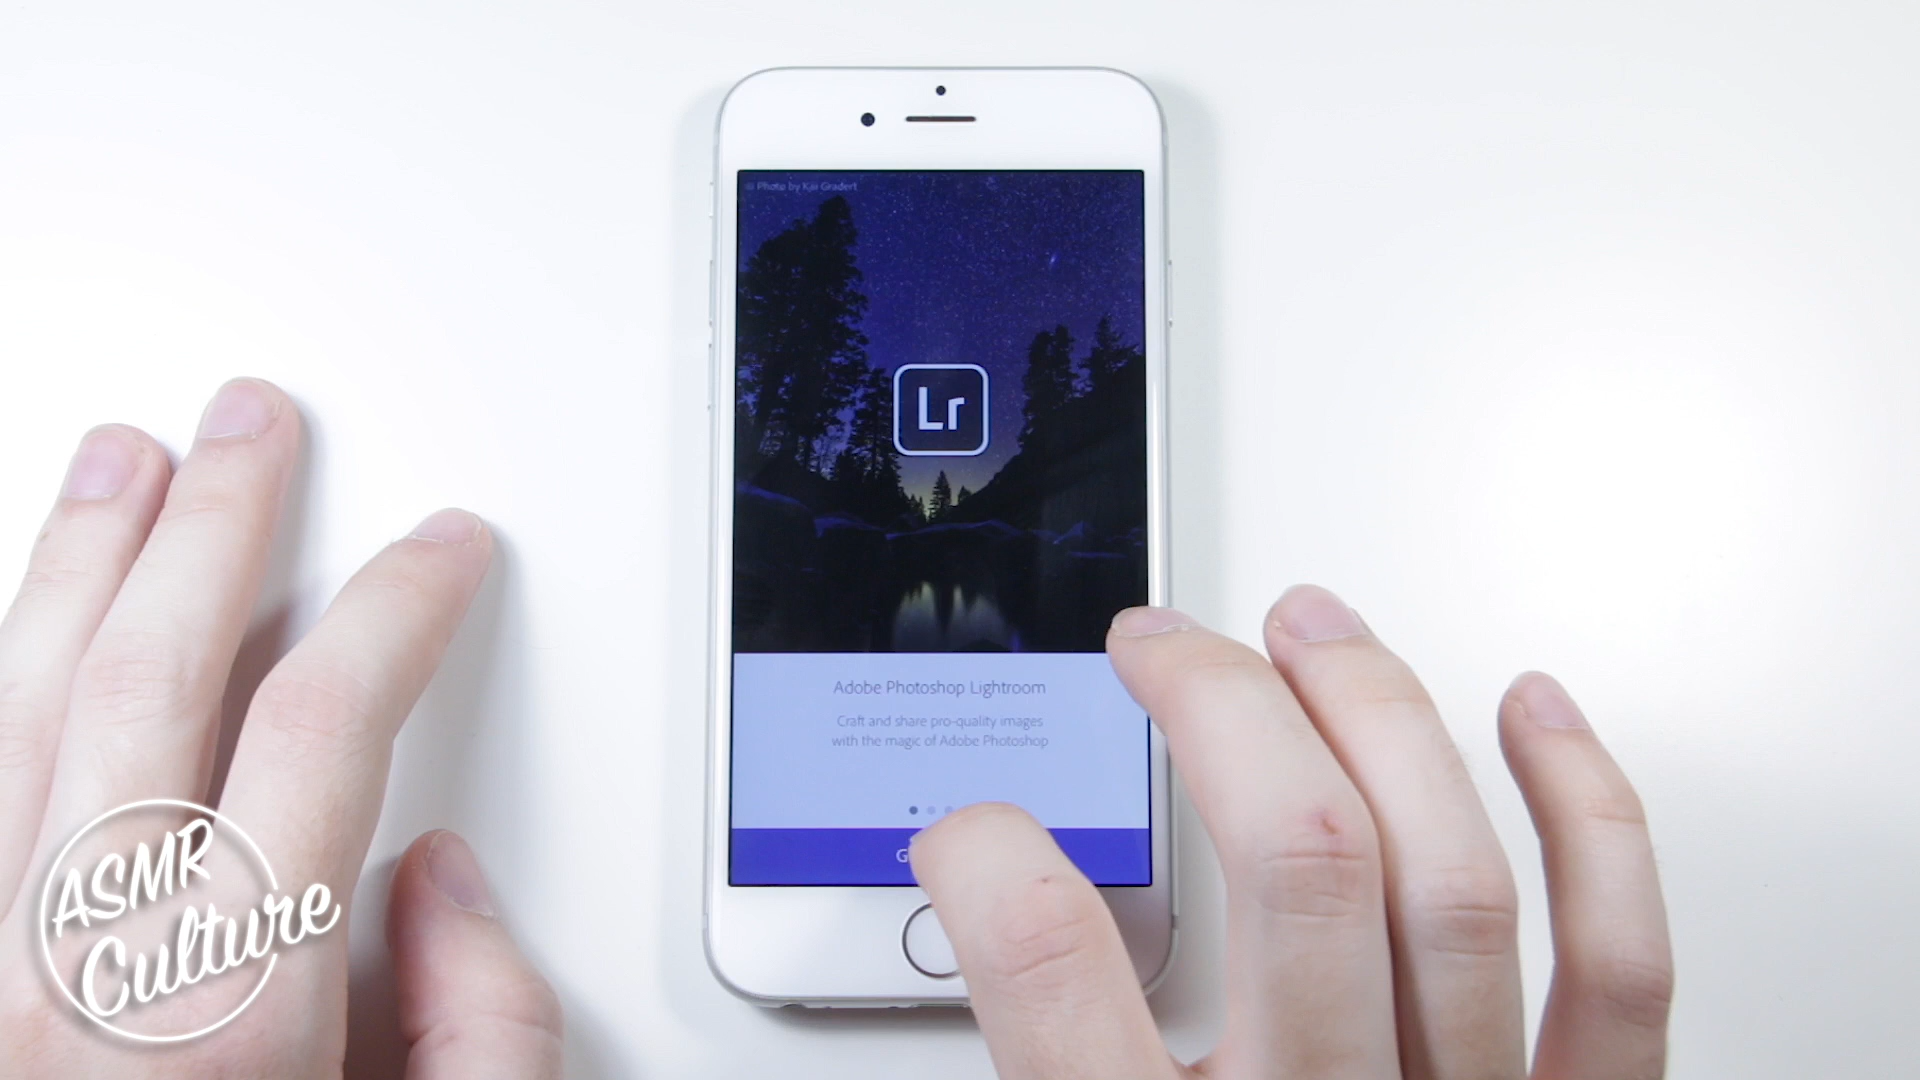 © Photo by Kjiī Gradert
Lr
Adobe Photoshop Lightroom
Craft and share pro-quality images
with the magic of Adobe Photoshop
G
ASMR
Culture